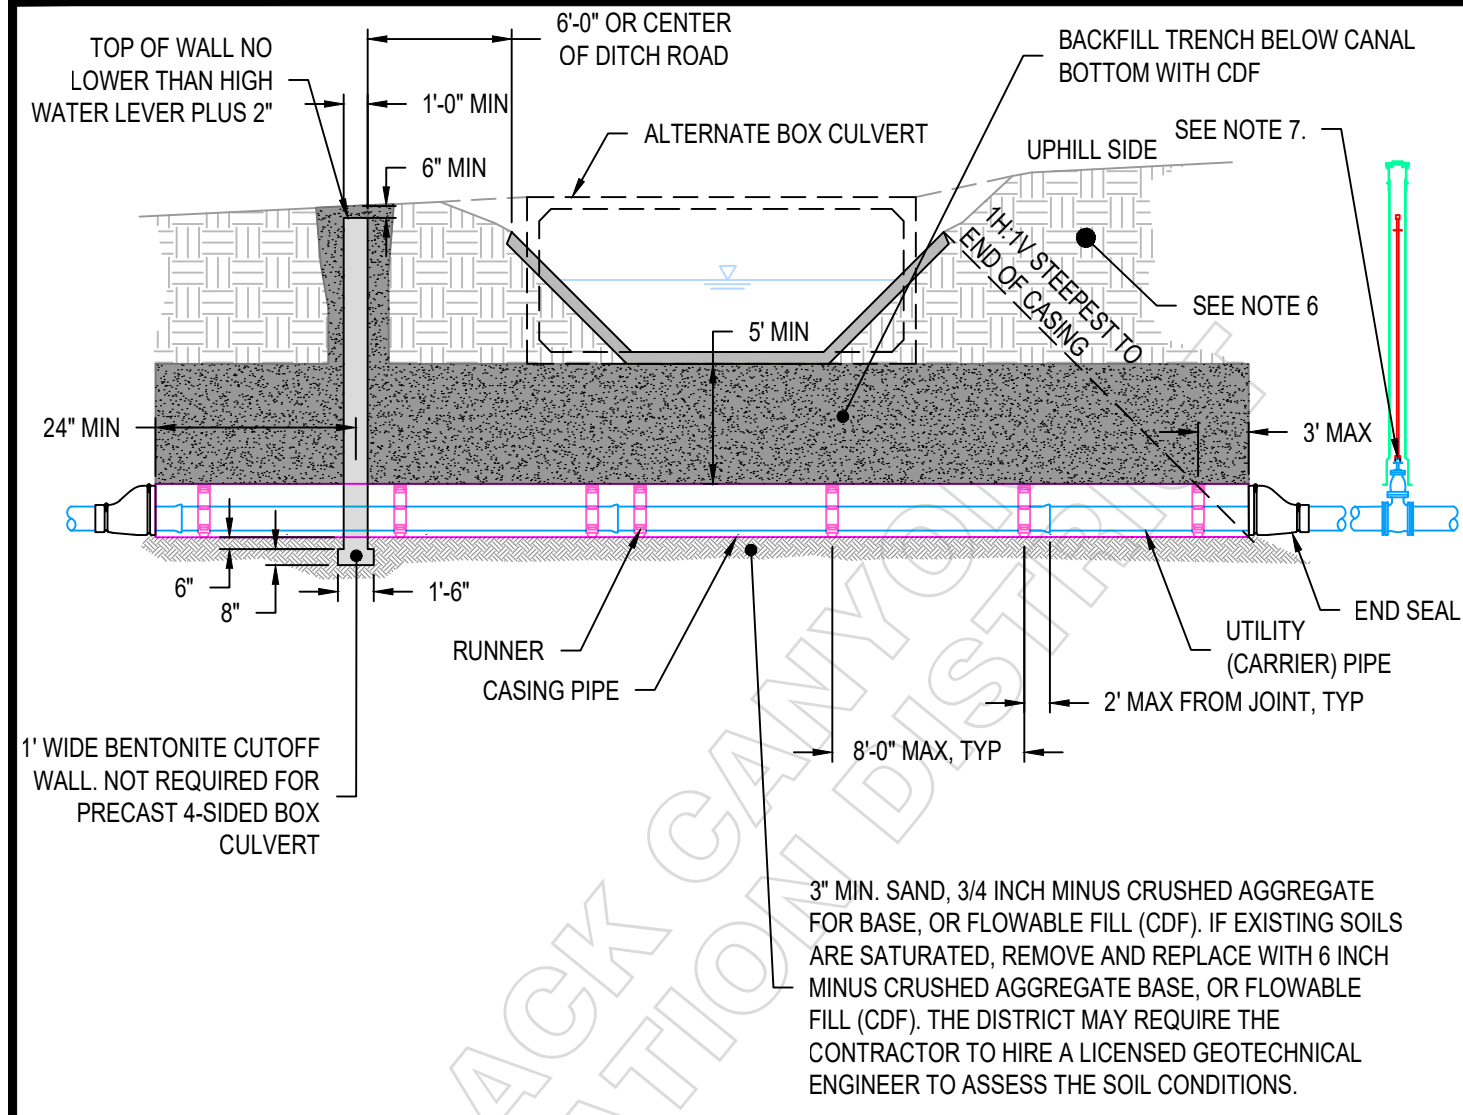 TOP OF WALL NO
LOWER THAN HIGH
WATER LEVER PLUS 2"
6'-0" OR CENTER
OF DITCH ROAD
1'-0" MIN
6" MIN
ALTERNATE BOX CULVERT
BACKFILL TRENCH BELOW CANAL
BOTTOM WITH CDF
SEE NOTE 7.
UPHILL SIDE
1H:1V STEEPEST TO
END OF CASING
SEE NOTE 6
5' MIN
24" MIN
3' MAX
6"
8"
1'-6"
RUNNER
CASING PIPE
END SEAL
UTILITY
(CARRIER) PIPE
2' MAX FROM JOINT, TYP
8'-0" MAX, TYP
1' WIDE BENTONITE CUTOFF
WALL. NOT REQUIRED FOR
PRECAST 4-SIDED BOX
CULVERT
3" MIN. SAND, 3/4 INCH MINUS CRUSHED AGGREGATE
FOR BASE, OR FLOWABLE FILL (CDF). IF EXISTING SOILS
ARE SATURATED, REMOVE AND REPLACE WITH 6 INCH
MINUS CRUSHED AGGREGATE BASE, OR FLOWABLE
FILL (CDF). THE DISTRICT MAY REQUIRE THE
CONTRACTOR TO HIRE A LICENSED GEOTECHNICAL
ENGINEER TO ASSESS THE SOIL CONDITIONS.
ACK CANYON
ATION DISTRICT